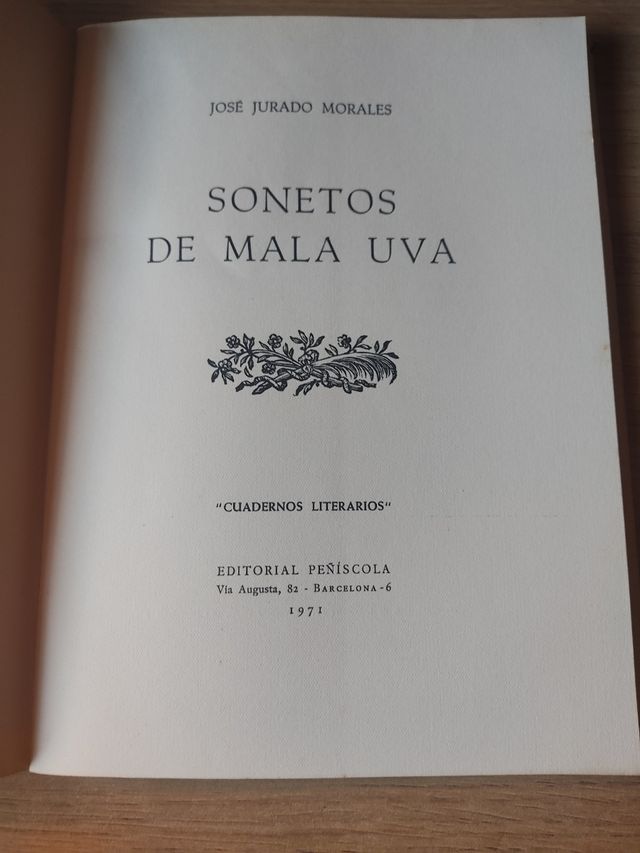 JOSÉ JURADO MORALES
SONETOS
DE MALA UVA
"CUADERNOS LITERARIOS"
EDITORIAL PEÑÍSCOLA
Vía Augusta, 82 - BARCELONA - 6
1971